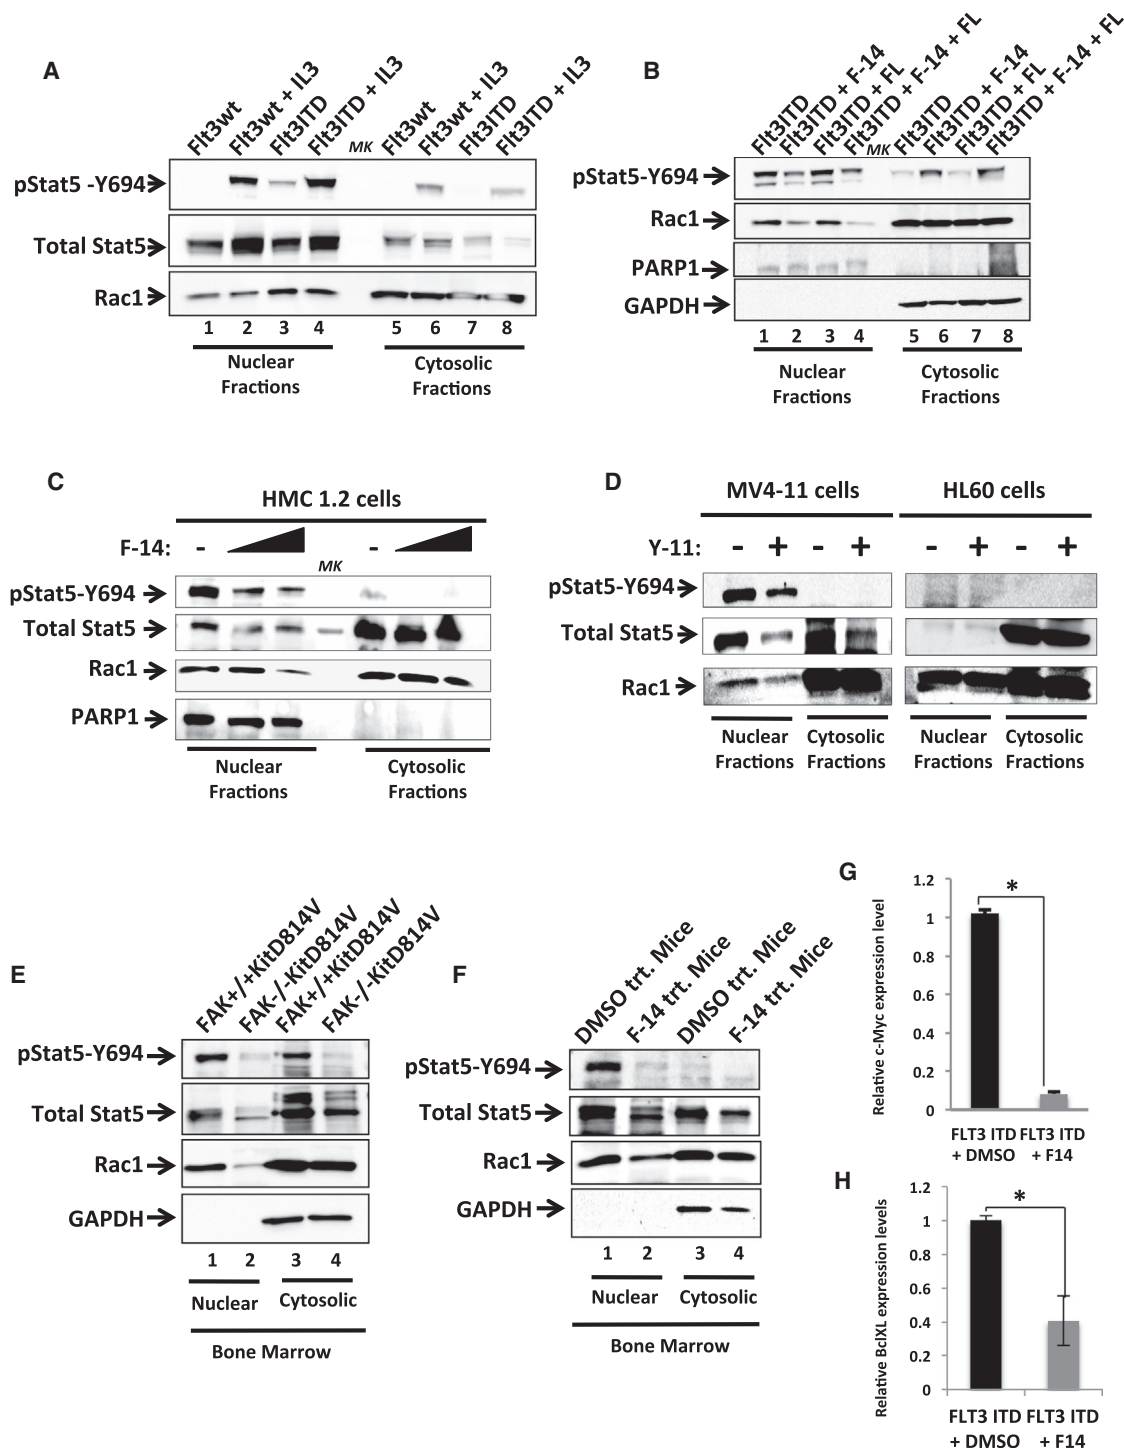 A
Flt3wt
Flt3wt + IL3
Flt3ITD
Flt3ITD + IL3
MK
Flt3wt
Flt3wt + IL3
Flt3ITD
Flt3ITD + IL3
pStat5 -Y694
Total Stat5
Rac1
1 2 3 4 5 6 7 8
Nuclear
Fractions
Cytosolic
Fractions
B
Flt3ITD
Flt3ITD + F-14
Flt3ITD + FL
Flt3ITD + F-14 + FL
MK
Flt3ITD
Flt3ITD + F-14
Flt3ITD + FL
Flt3ITD + F-14 + FL
pStat5-Y694
Rac1
PARP1
GAPDH
1 2 3 4 5 6 7 8
Nuclear
Fractions
Cytosolic
Fractions
C
HMC 1.2 cells
F-14: - -
MK
pStat5-Y694
Total Stat5
Rac1
PARP1
Nuclear
Fractions
Cytosolic
Fractions
D
MV4-11 cells
HL60 cells
Y-11: - + - + - + - +
pStat5-Y694
Total Stat5
Rac1
Nuclear
Fractions
Cytosolic
Fractions
Nuclear
Fractions
Cytosolic
Fractions
E
FAK+/+KitD814V
FAK-/-KitD814V
FAK+/+KitD814V
FAK-/-KitD814V
pStat5-Y694
Total Stat5
Rac1
GAPDH
1 2 3 4
Nuclear
Cytosolic
Bone Marrow
F
DMSO trt. Mice
F-14 trt. Mice
DMSO trt. Mice
F-14 trt. Mice
pStat5-Y694
Total Stat5
Rac1
GAPDH
1 2 3 4
Nuclear
Cytosolic
Bone Marrow
G
Relative c-Myc expression level
1.2
1
0.8
0.6
0.4
0.2
0
*
FLT3 ITD
+ DMSO
FLT3 ITD
+ F14
H
Relative BclXL expression levels
1.2
1
0.8
0.6
0.4
0.2
0
*
FLT3 ITD
+ DMSO
FLT3 ITD
+ F14